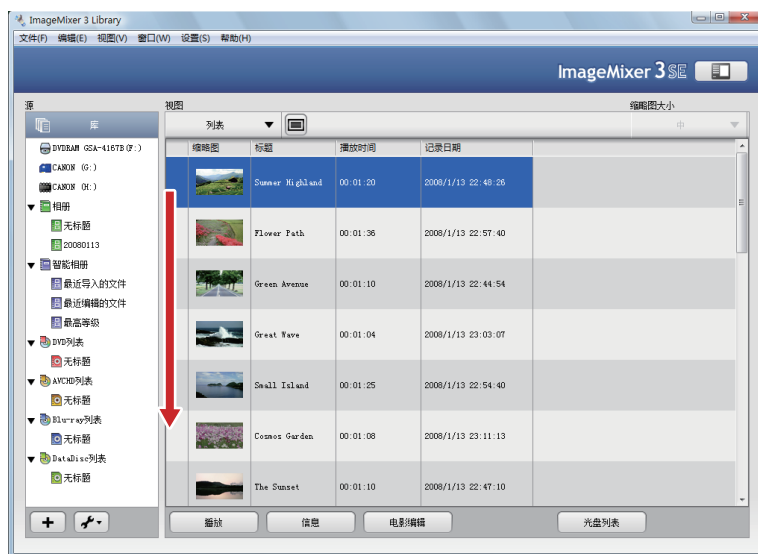 ImageMixer 3 Library
文件(F) 编辑(E) 视图(V) 窗口(W) 设置(S) 帮助(H)
ImageMixer 3 SE
源 视图 缩略图大小
库 列表 中
DVDRAM GSA-4167B(F:)
CANON (G:)
CANON (H:)
相册
无标题
20080113
智能相册
最近导入的文件
最近编辑的文件
最高等级
DVD列表
无标题
AVCHD列表
无标题
Blu-ray列表
无标题
DataDisc列表
无标题
缩略图 标题 播放时间 记录日期
Summer Highland 00:01:20 2008/1/13 22:48:26
Flower Path 00:01:36 2008/1/13 22:57:40
Green Avenue 00:01:10 2008/1/13 22:44:54
Great Wave 00:01:04 2008/1/13 23:03:07
Small Island 00:01:25 2008/1/13 22:54:40
Cosmos Garden 00:01:08 2008/1/13 23:11:13
The Sunset 00:01:10 2008/1/13 22:47:10
播放 信息 电影编辑 光盘列表